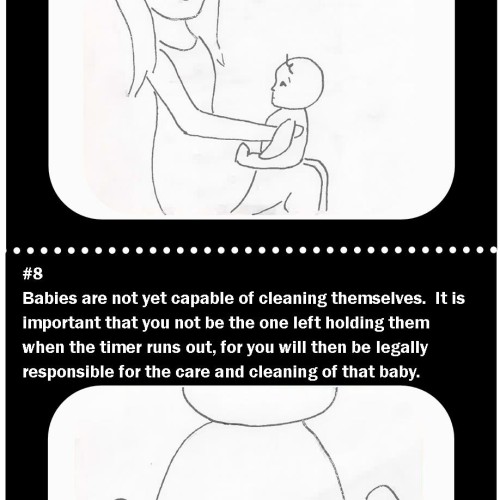 #8
Babies are not yet capable of cleaning themselves.  It is
important that you not be the one left holding them
when the timer runs out, for you will then be legally
responsible for the care and cleaning of that baby.